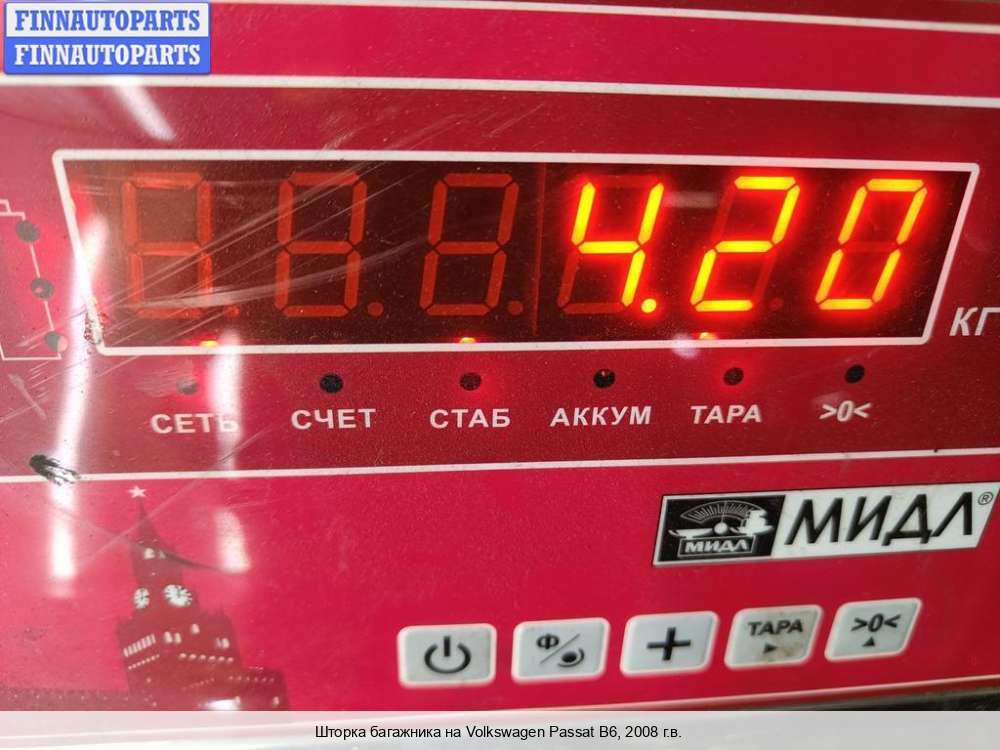 FINNAUTOPARTS
FINNAUTOPARTS
4.20
КГ
СЕТЬ СЧЕТ СТАБ АККУМ ТАРА >0<
МИДЛ МИДЛ®
Ф ТАРА >0<
Шторка багажника на Volkswagen Passat B6, 2008 г.в.